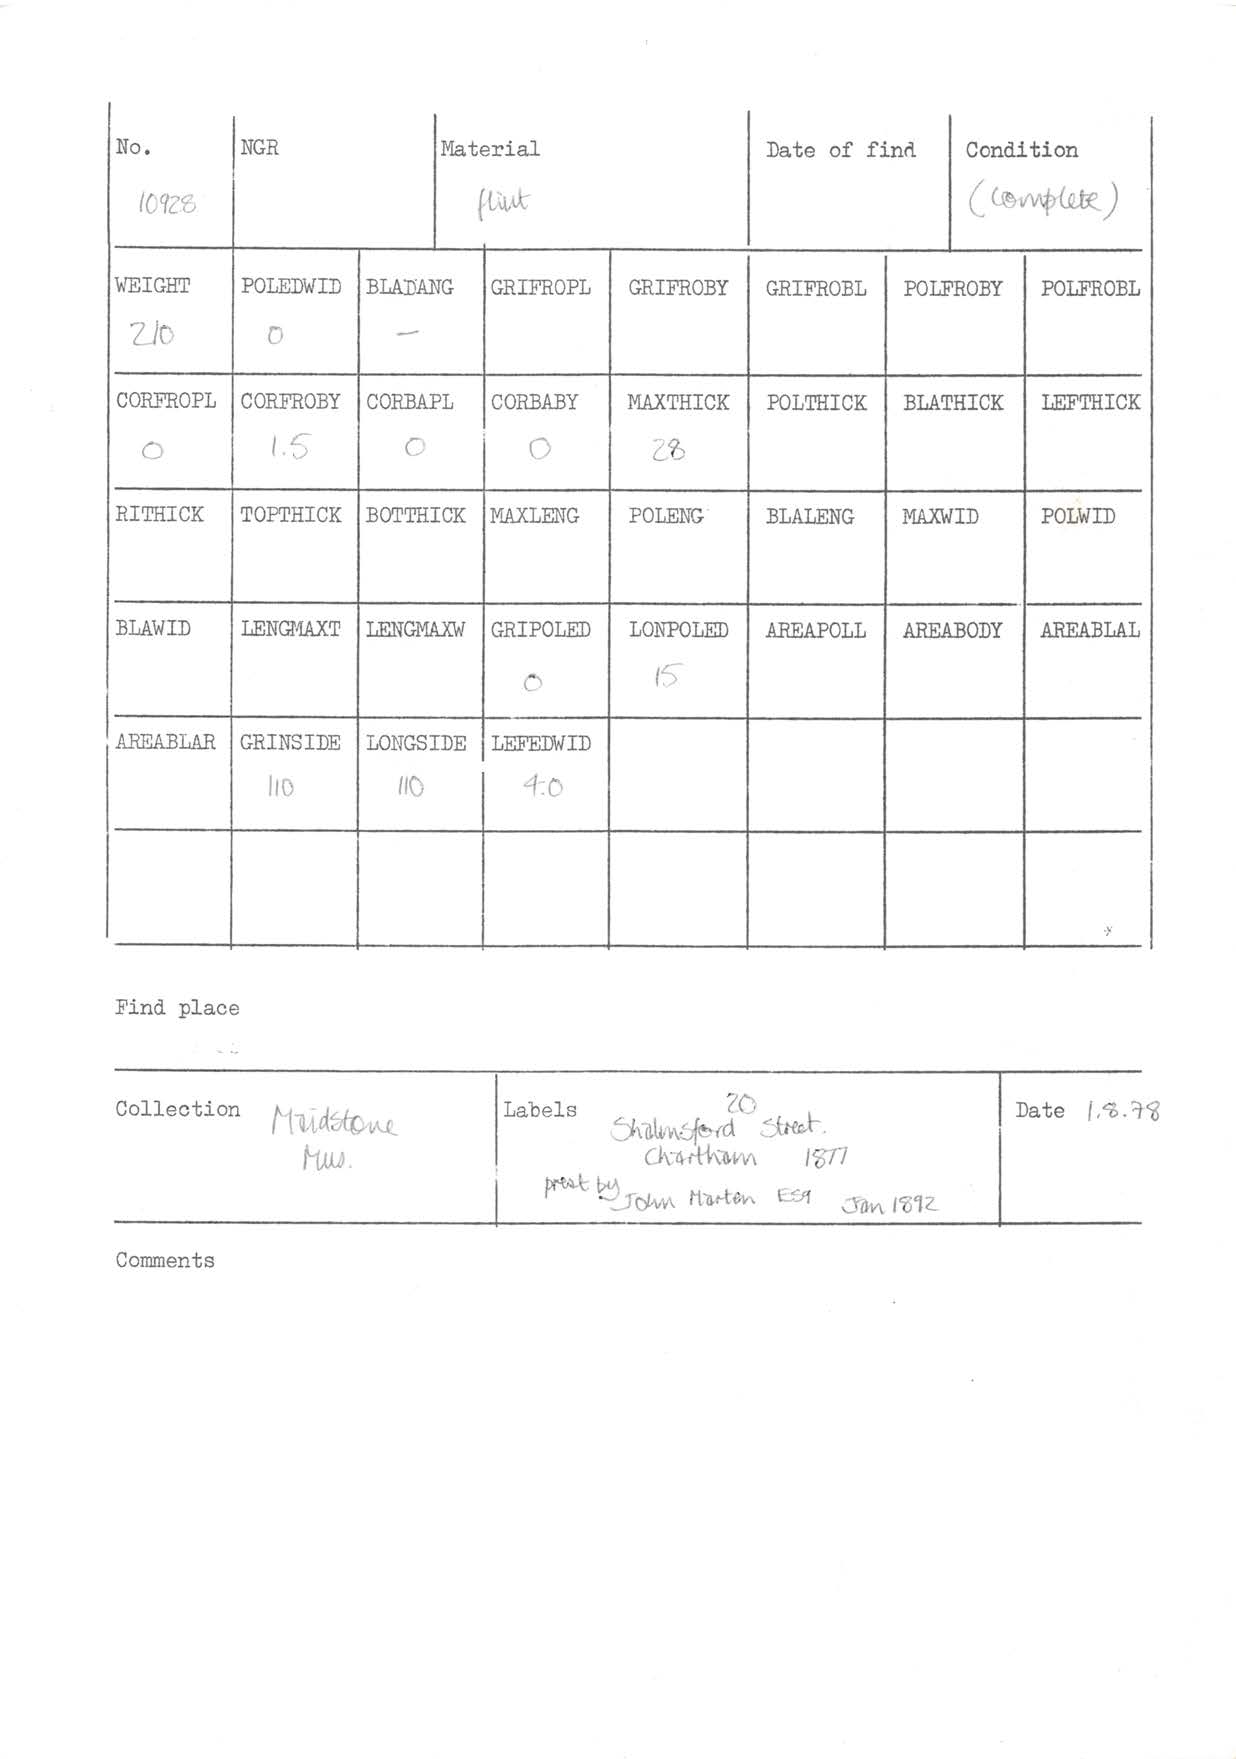 No. NGR Material Date of find Condition
10928 flint (complete)
WEIGHT POLEDWID BLADANG GRIFROPL GRIFROBY GRIFROBL POLFROBY POLFROBL
210 0 —
CORFROPL CORFROBY CORBAPL CORBABY MAXTHICK POLTHICK BLATHICK LEFTHICK
0 1.5 0 0 28
RITHICK TOPTHICK BOTTHICK MAXLENG POLENG BLALENG MAXWID POLWID
BLAWID LENGMAXT LENGMAXW GRIPOLED LONPOLED AREAPOLL AREABODY AREABLAL
0 15
AREABLAR GRINSIDE LONGSIDE LEFEDWID
110 110 4.0
Find place
Collection Maidstone Mus.
Labels 20
Shalmsford Street.
Chartham 1877
prest by John Marten Esq Jan 1892
Date 1.8.78
Comments